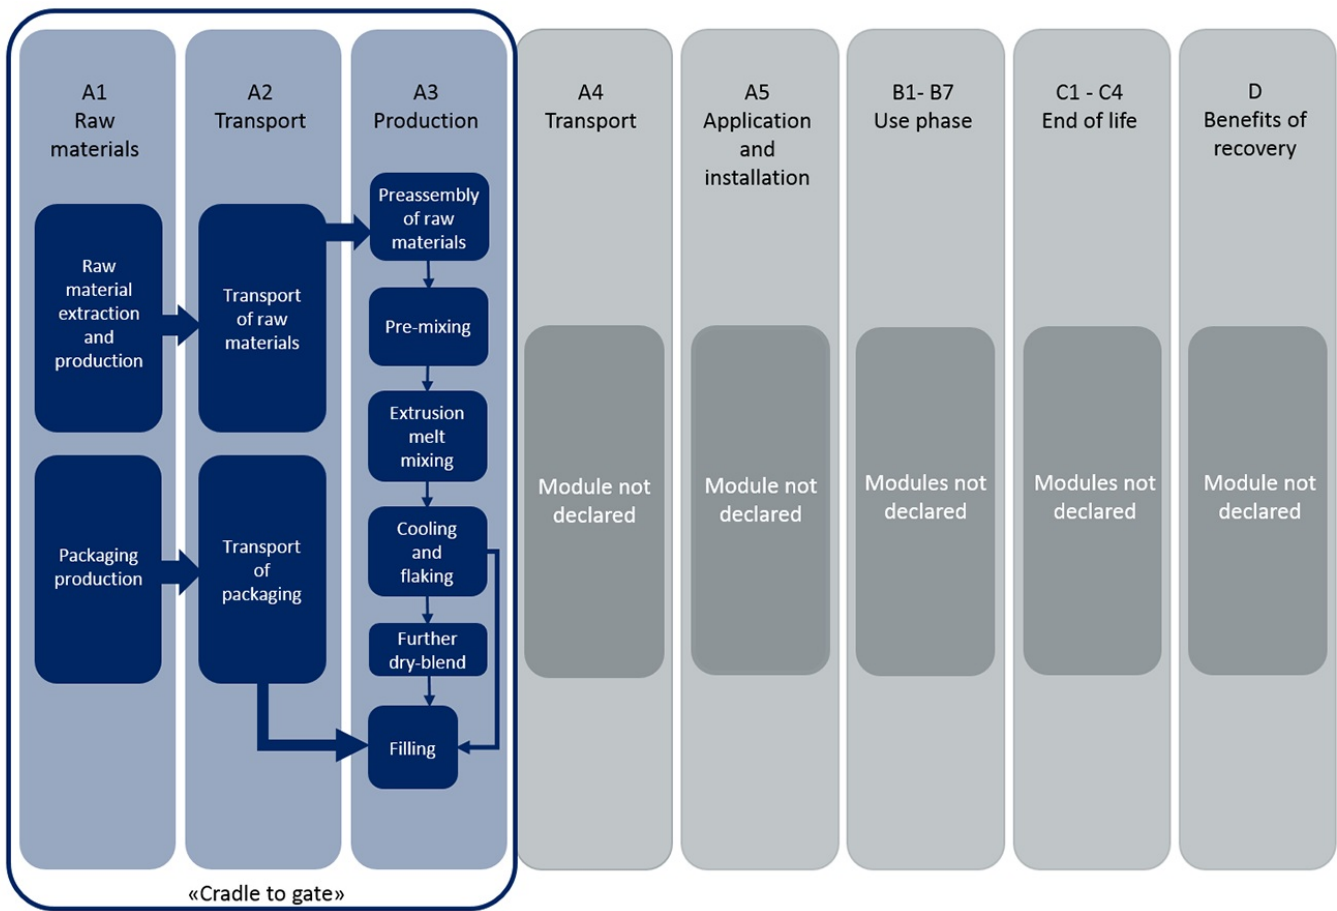 A1
Raw
materials
Raw
material
extraction
and
production
Packaging
production
A2
Transport
Transport
of raw
materials
Transport
of
packaging
A3
Production
Preassembly
of raw
materials
Pre-mixing
Extrusion
melt
mixing
Cooling
and
flaking
Further
dry-blend
Filling
«Cradle to gate»
A4
Transport
Module not
declared
A5
Application
and
installation
Module not
declared
B1- B7
Use phase
Modules not
declared
C1 - C4
End of life
Modules not
declared
D
Benefits of
recovery
Module not
declared